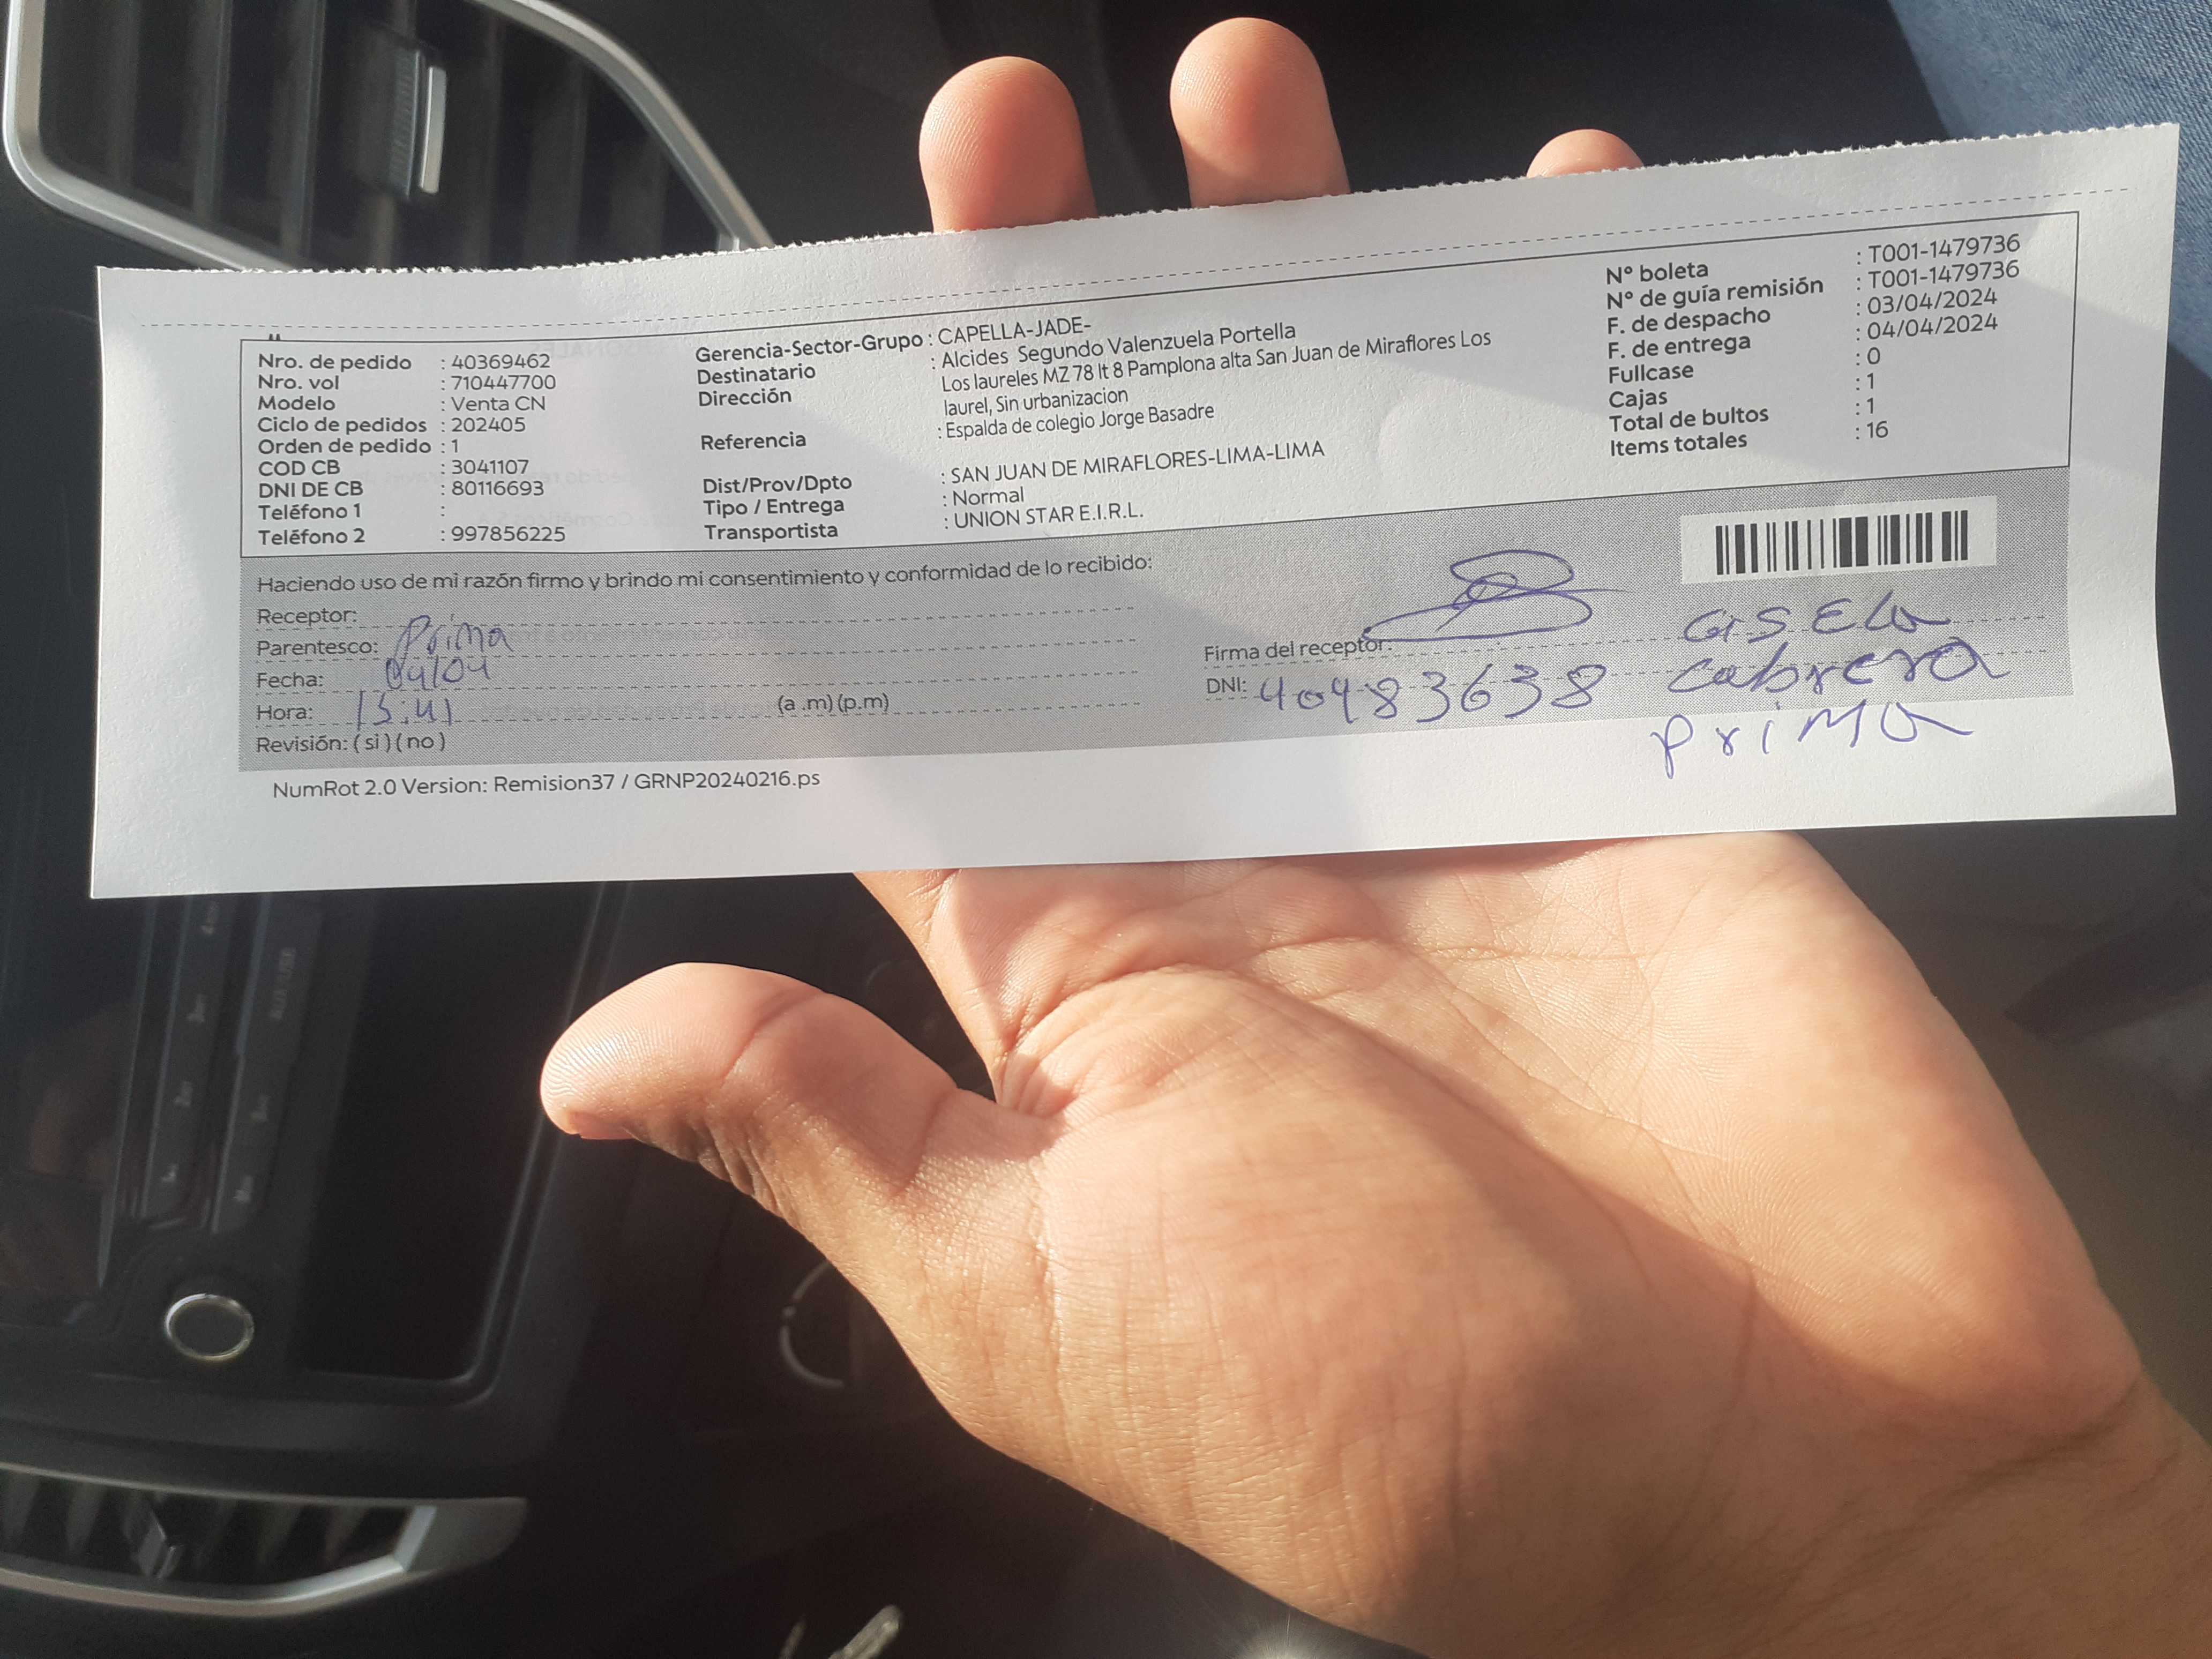 Nro. de pedido : 40369462
Nro. vol : 710447700
Modelo : Venta CN
Ciclo de pedidos : 202405
Orden de pedido : 1
COD CB : 3041107
DNI DE CB : 80116693
Teléfono 1 :
Teléfono 2 : 997856225
Gerencia-Sector-Grupo : CAPELLA-JADE-
Destinatario : Alcides Segundo Valenzuela Portella
Dirección Los laureles MZ 78 lt 8 Pamplona alta San Juan de Miraflores Los
laurel, Sin urbanizacion
Referencia : Espalda de colegio Jorge Basadre
Dist/Prov/Dpto : SAN JUAN DE MIRAFLORES-LIMA-LIMA
Tipo / Entrega : Normal
Transportista : UNION STAR E.I.R.L.
N° boleta : T001-1479736
N° de guía remisión : T001-1479736
F. de despacho : 03/04/2024
F. de entrega : 04/04/2024
Fullcase : 0
Cajas : 1
Total de bultos : 1
Items totales : 16
Haciendo uso de mi razón firmo y brindo mi consentimiento y conformidad de lo recibido:
Receptor:
Parentesco: Prima
Fecha: 04/04
Hora: 15:41 (a .m) (p.m)
Revisión: ( si ) ( no )
Firma del receptor:
DNI: 40483638
Gisela
cabrera
prima
NumRot 2.0 Version: Remision37 / GRNP20240216.ps